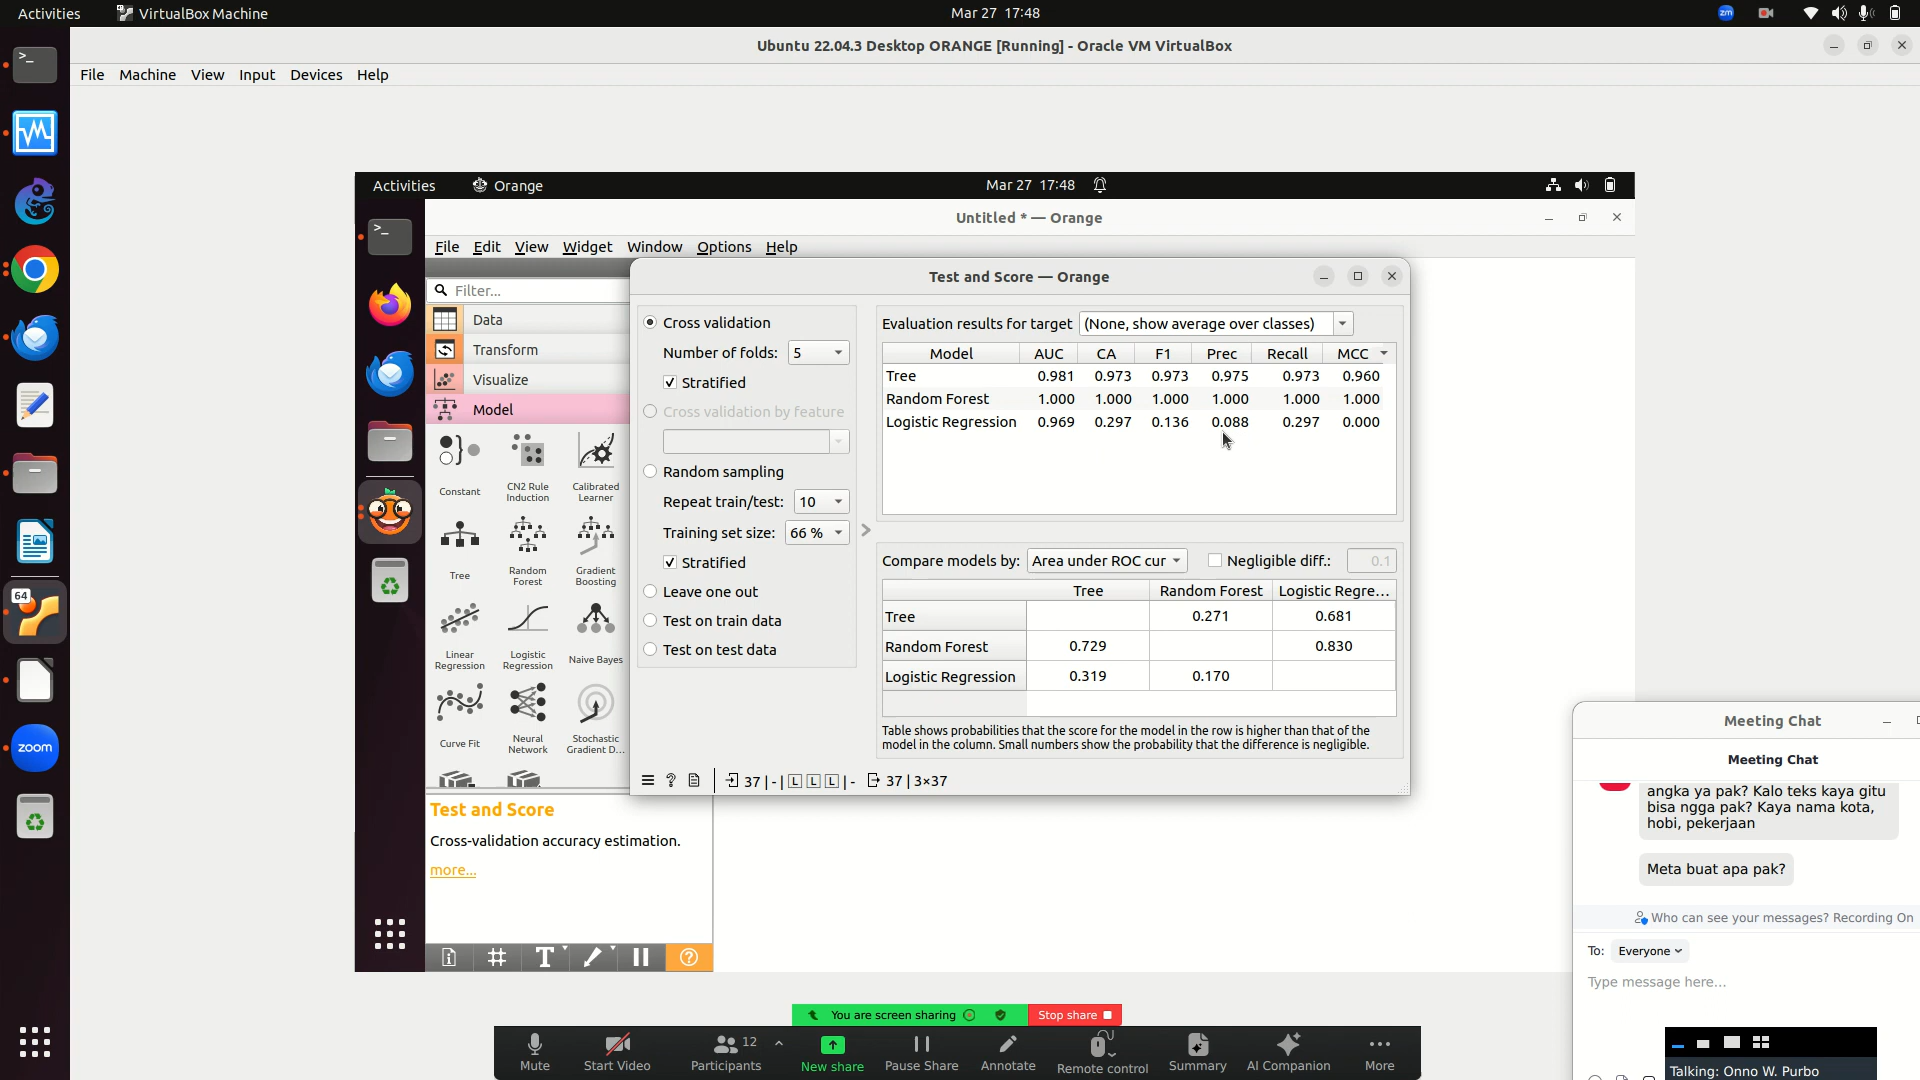 Activities VirtualBox Machine Mar 27 17:48 zm
Ubuntu 22.04.3 Desktop ORANGE [Running] - Oracle VM VirtualBox
File Machine View Input Devices Help
Activities Orange Mar 27 17:48
Untitled * — Orange
File Edit View Widget Window Options Help
Filter...
Data
Transform
Visualize
Model
Constant CN2 Rule Induction Calibrated Learner
Tree Random Forest Gradient Boosting
Linear Regression Logistic Regression Naive Bayes
Curve Fit Neural Network Stochastic Gradient D...
Test and Score
Cross-validation accuracy estimation.
more...
Test and Score — Orange
Cross validation
Number of folds: 5
Stratified
Cross validation by feature
Random sampling
Repeat train/test: 10
Training set size: 66 %
Stratified
Leave one out
Test on train data
Test on test data
Evaluation results for target (None, show average over classes)
Model AUC CA F1 Prec Recall MCC
Tree 0.981 0.973 0.973 0.975 0.973 0.960
Random Forest 1.000 1.000 1.000 1.000 1.000 1.000
Logistic Regression 0.969 0.297 0.136 0.088 0.297 0.000
Compare models by: Area under ROC cur Negligible diff.: 0.1
Tree Random Forest Logistic Regre...
Tree 0.271 0.681
Random Forest 0.729 0.830
Logistic Regression 0.319 0.170
Table shows probabilities that the score for the model in the row is higher than that of the
model in the column. Small numbers show the probability that the difference is negligible.
37 | - | L L L | - 37 | 3×37
64
zoom
Meeting Chat
Meeting Chat
angka ya pak? Kalo teks kaya gitu
bisa ngga pak? Kaya nama kota,
hobi, pekerjaan
Meta buat apa pak?
Who can see your messages? Recording On
To: Everyone
Type message here...
Talking: Onno W. Purbo
You are screen sharing Stop share
12
Mute Start Video Participants New share Pause Share Annotate Remote control Summary AI Companion More